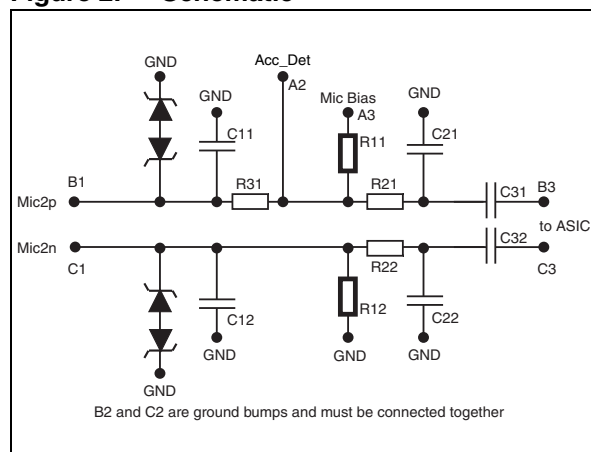 Figure 2. Schematic
GND
Acc_Det
A2
GND
Mic Bias
A3
GND
C11
R11
C21
B1
R31
R21
C31
B3
Mic2p
to ASIC
Mic2n
C32
C1
R22
C3
C12
R12
C22
GND
GND
GND
GND
B2 and C2 are ground bumps and must be connected together